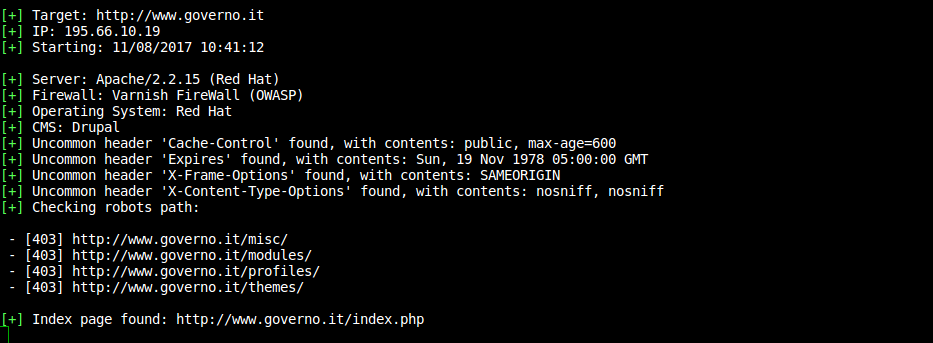 [+] Target: http://www.governo.it
[+] IP: 195.66.10.19
[+] Starting: 11/08/2017 10:41:12
[+] Server: Apache/2.2.15 (Red Hat)
[+] Firewall: Varnish FireWall (OWASP)
[+] Operating System: Red Hat
[+] CMS: Drupal
[+] Uncommon header 'Cache-Control' found, with contents: public, max-age=600
[+] Uncommon header 'Expires' found, with contents: Sun, 19 Nov 1978 05:00:00 GMT
[+] Uncommon header 'X-Frame-Options' found, with contents: SAMEORIGIN
[+] Uncommon header 'X-Content-Type-Options' found, with contents: nosniff, nosniff
[+] Checking robots path:
- [403] http://www.governo.it/misc/
- [403] http://www.governo.it/modules/
- [403] http://www.governo.it/profiles/
- [403] http://www.governo.it/themes/
[+] Index page found: http://www.governo.it/index.php